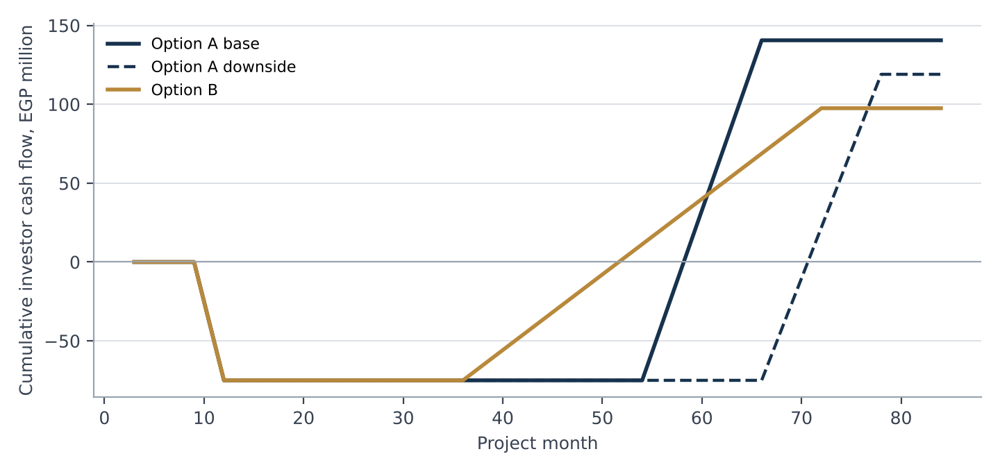 Cumulative investor cash flow, EGP million
150
100
50
0
−50
Option A base
Option A downside
Option B
0 10 20 30 40 50 60 70 80
Project month